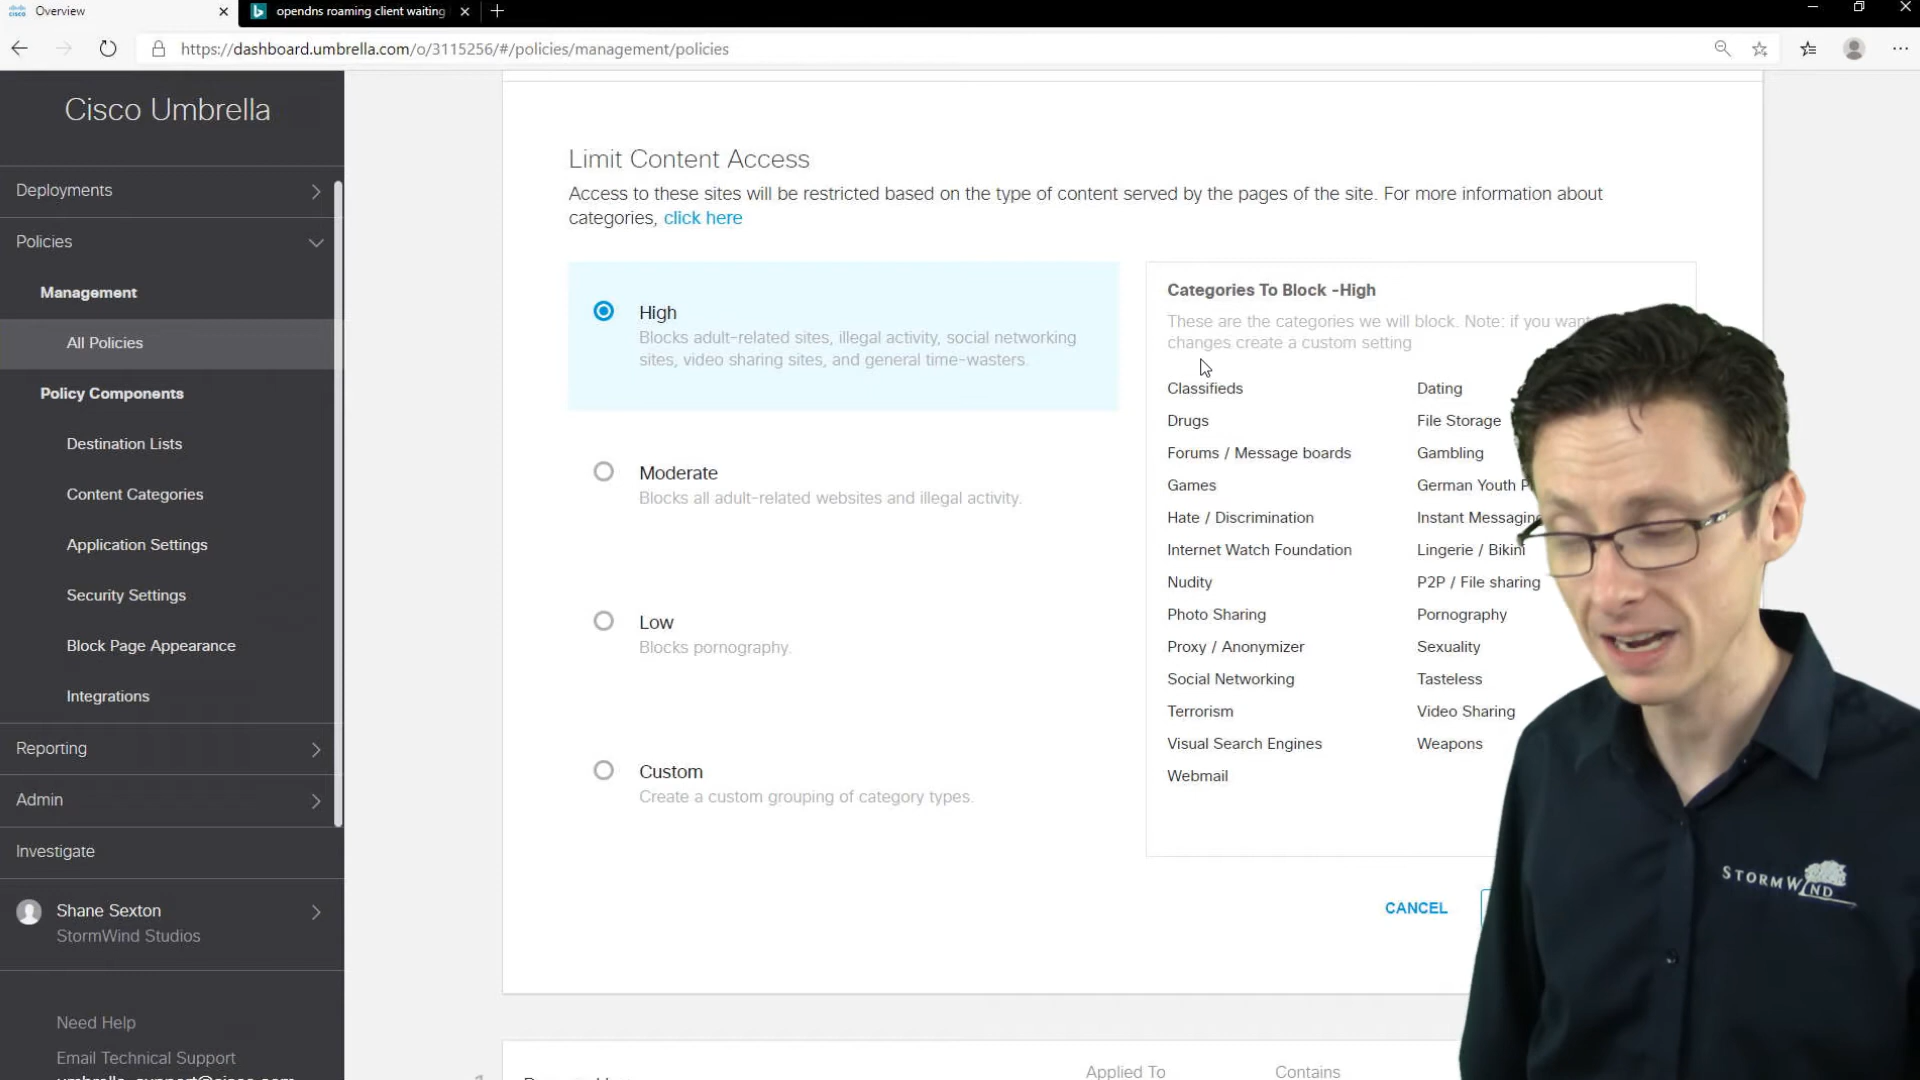 Overview
opendns roaming client waiting
https://dashboard.umbrella.com/o/3115256/#/policies/management/policies
Cisco Umbrella
Deployments
Policies
Management
All Policies
Policy Components
Destination Lists
Content Categories
Application Settings
Security Settings
Block Page Appearance
Integrations
Reporting
Admin
Investigate
Shane Sexton
StormWind Studios
Need Help
Email Technical Support
Limit Content Access
Access to these sites will be restricted based on the type of content served by the pages of the site. For more information about
categories, click here
High
Blocks adult-related sites, illegal activity, social networking
sites, video sharing sites, and general time-wasters.
Moderate
Blocks all adult-related websites and illegal activity.
Low
Blocks pornography.
Custom
Create a custom grouping of category types.
Categories To Block -High
These are the categories we will block. Note: if you want
changes create a custom setting
Classifieds
Dating
Drugs
File Storage
Forums / Message boards
Gambling
Games
German Youth P
Hate / Discrimination
Instant Messaging
Internet Watch Foundation
Lingerie / Bikini
Nudity
P2P / File sharing
Photo Sharing
Pornography
Proxy / Anonymizer
Sexuality
Social Networking
Tasteless
Terrorism
Video Sharing
Visual Search Engines
Weapons
Webmail
CANCEL
Applied To
Contains
STORMWIND